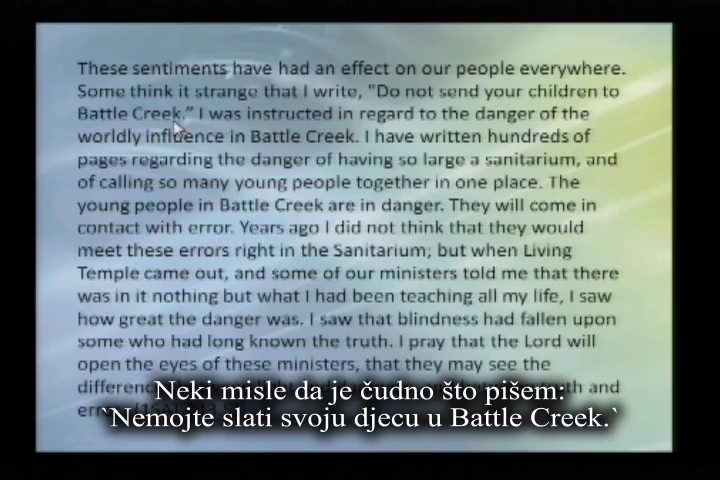 These sentiments have had an effect on our people everywhere.
Some think it strange that I write, "Do not send your children to
Battle Creek." I was instructed in regard to the danger of the
worldly influence in Battle Creek. I have written hundreds of
pages regarding the danger of having so large a sanitarium, and
of calling so many young people together in one place. The
young people in Battle Creek are in danger. They will come in
contact with error. Years ago I did not think that they would
meet these errors right in the Sanitarium; but when Living
Temple came out, and some of our ministers told me that there
was in it nothing but what I had been teaching all my life, I saw
how great the danger was. I saw that blindness had fallen upon
some who had long known the truth. I pray that the Lord will
open the eyes of these ministers, that they may see the
and
Neki misle da je čudno što pišem:
`Nemojte slati svoju djecu u Battle Creek.`